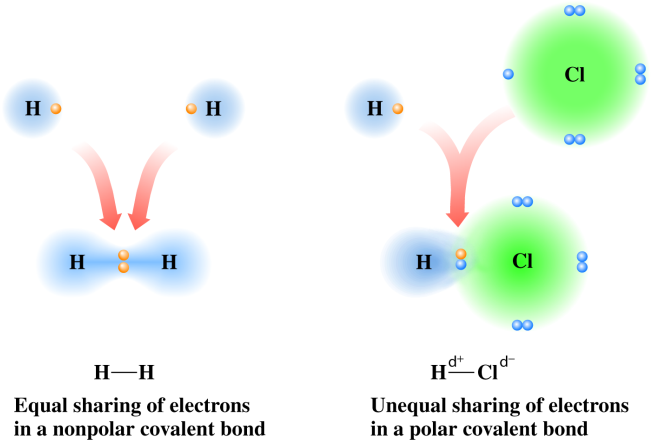 H
H
H
Cl
H
H
H
Cl
H—H
H d+—Cl d−
Equal sharing of electrons
in a nonpolar covalent bond
Unequal sharing of electrons
in a polar covalent bond